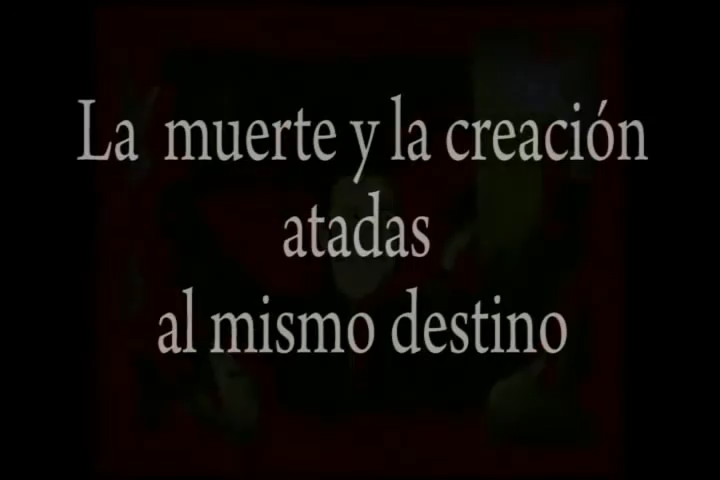 La muerte y la creación
atadas
al mismo destino